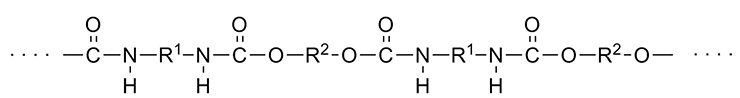 O O O O
···· —C—N—R¹—N—C—O—R²—O—C—N—R¹—N—C—O—R²—O— ····
H H H H